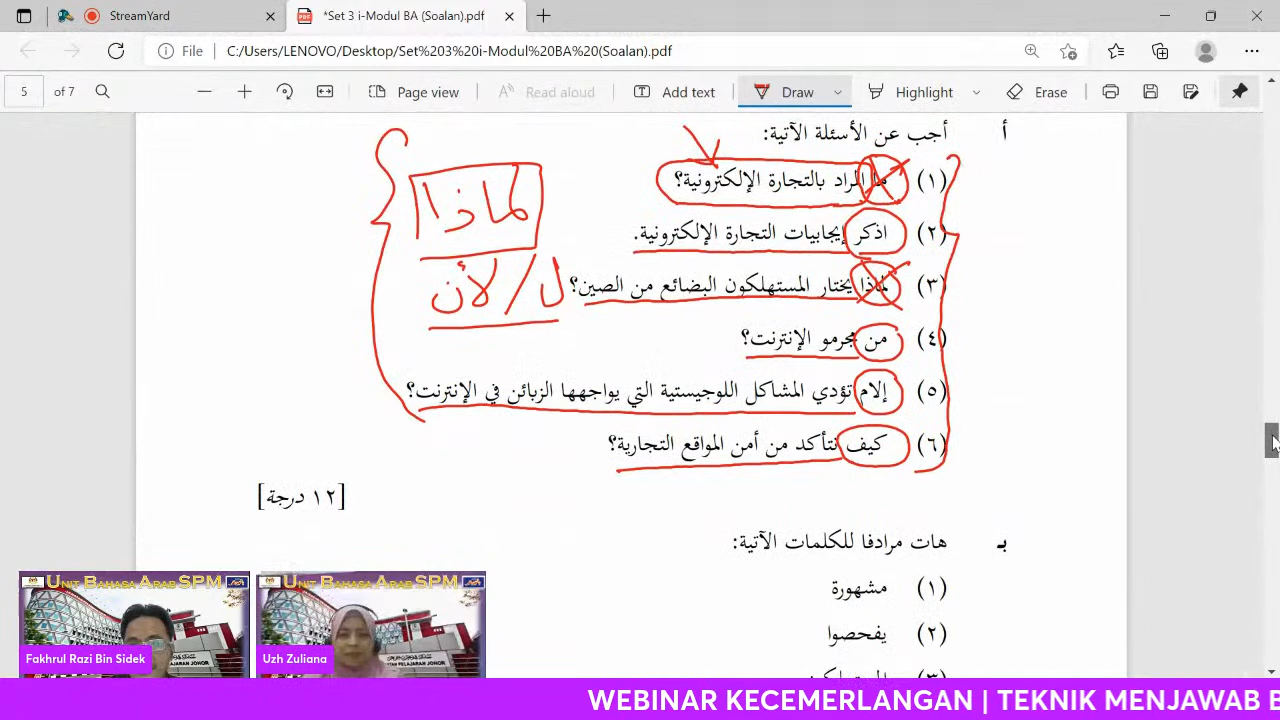 StreamYard
*Set 3 i-Modul BA (Soalan).pdf
File
C:/Users/LENOVO/Desktop/Set%203%20i-Modul%20BA%20(Soalan).pdf
5 of 7
Page view
Read aloud
Add text
Draw
Highlight
Erase
أ أجب عن الأسئلة الآتية:
(١) ما المراد بالتجارة الإلكترونية؟
(٢) اذكر إيجابيات التجارة الإلكترونية.
(٣) لماذا يختار المستهلكون البضائع من الصين؟
(٤) من مجرمو الإنترنت؟
(٥) إلام تؤدي المشاكل اللوجيستية التي يواجهها الزبائن في الإنترنت؟
(٦) كيف نتأكد من أمن المواقع التجارية؟
لماذا
ل / لأن
[١٢ درجة]
بـ هات مرادفا للكلمات الآتية:
(١) مشهورة
(٢) يفحصوا
UNIT BAHASA ARAB SPM
Fakhrul Razi Bin Sidek
UNIT BAHASA ARAB SPM
PELAJARAN JOHOR
Uzh Zuliana
WEBINAR KECEMERLANGAN | TEKNIK MENJAWAB